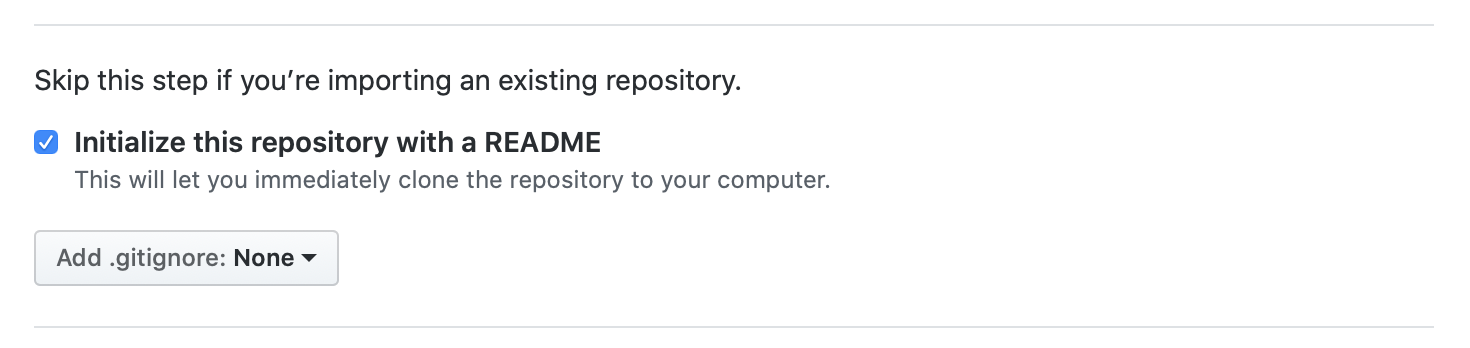 Skip this step if you’re importing an existing repository.
Initialize this repository with a README
This will let you immediately clone the repository to your computer.
Add .gitignore: None